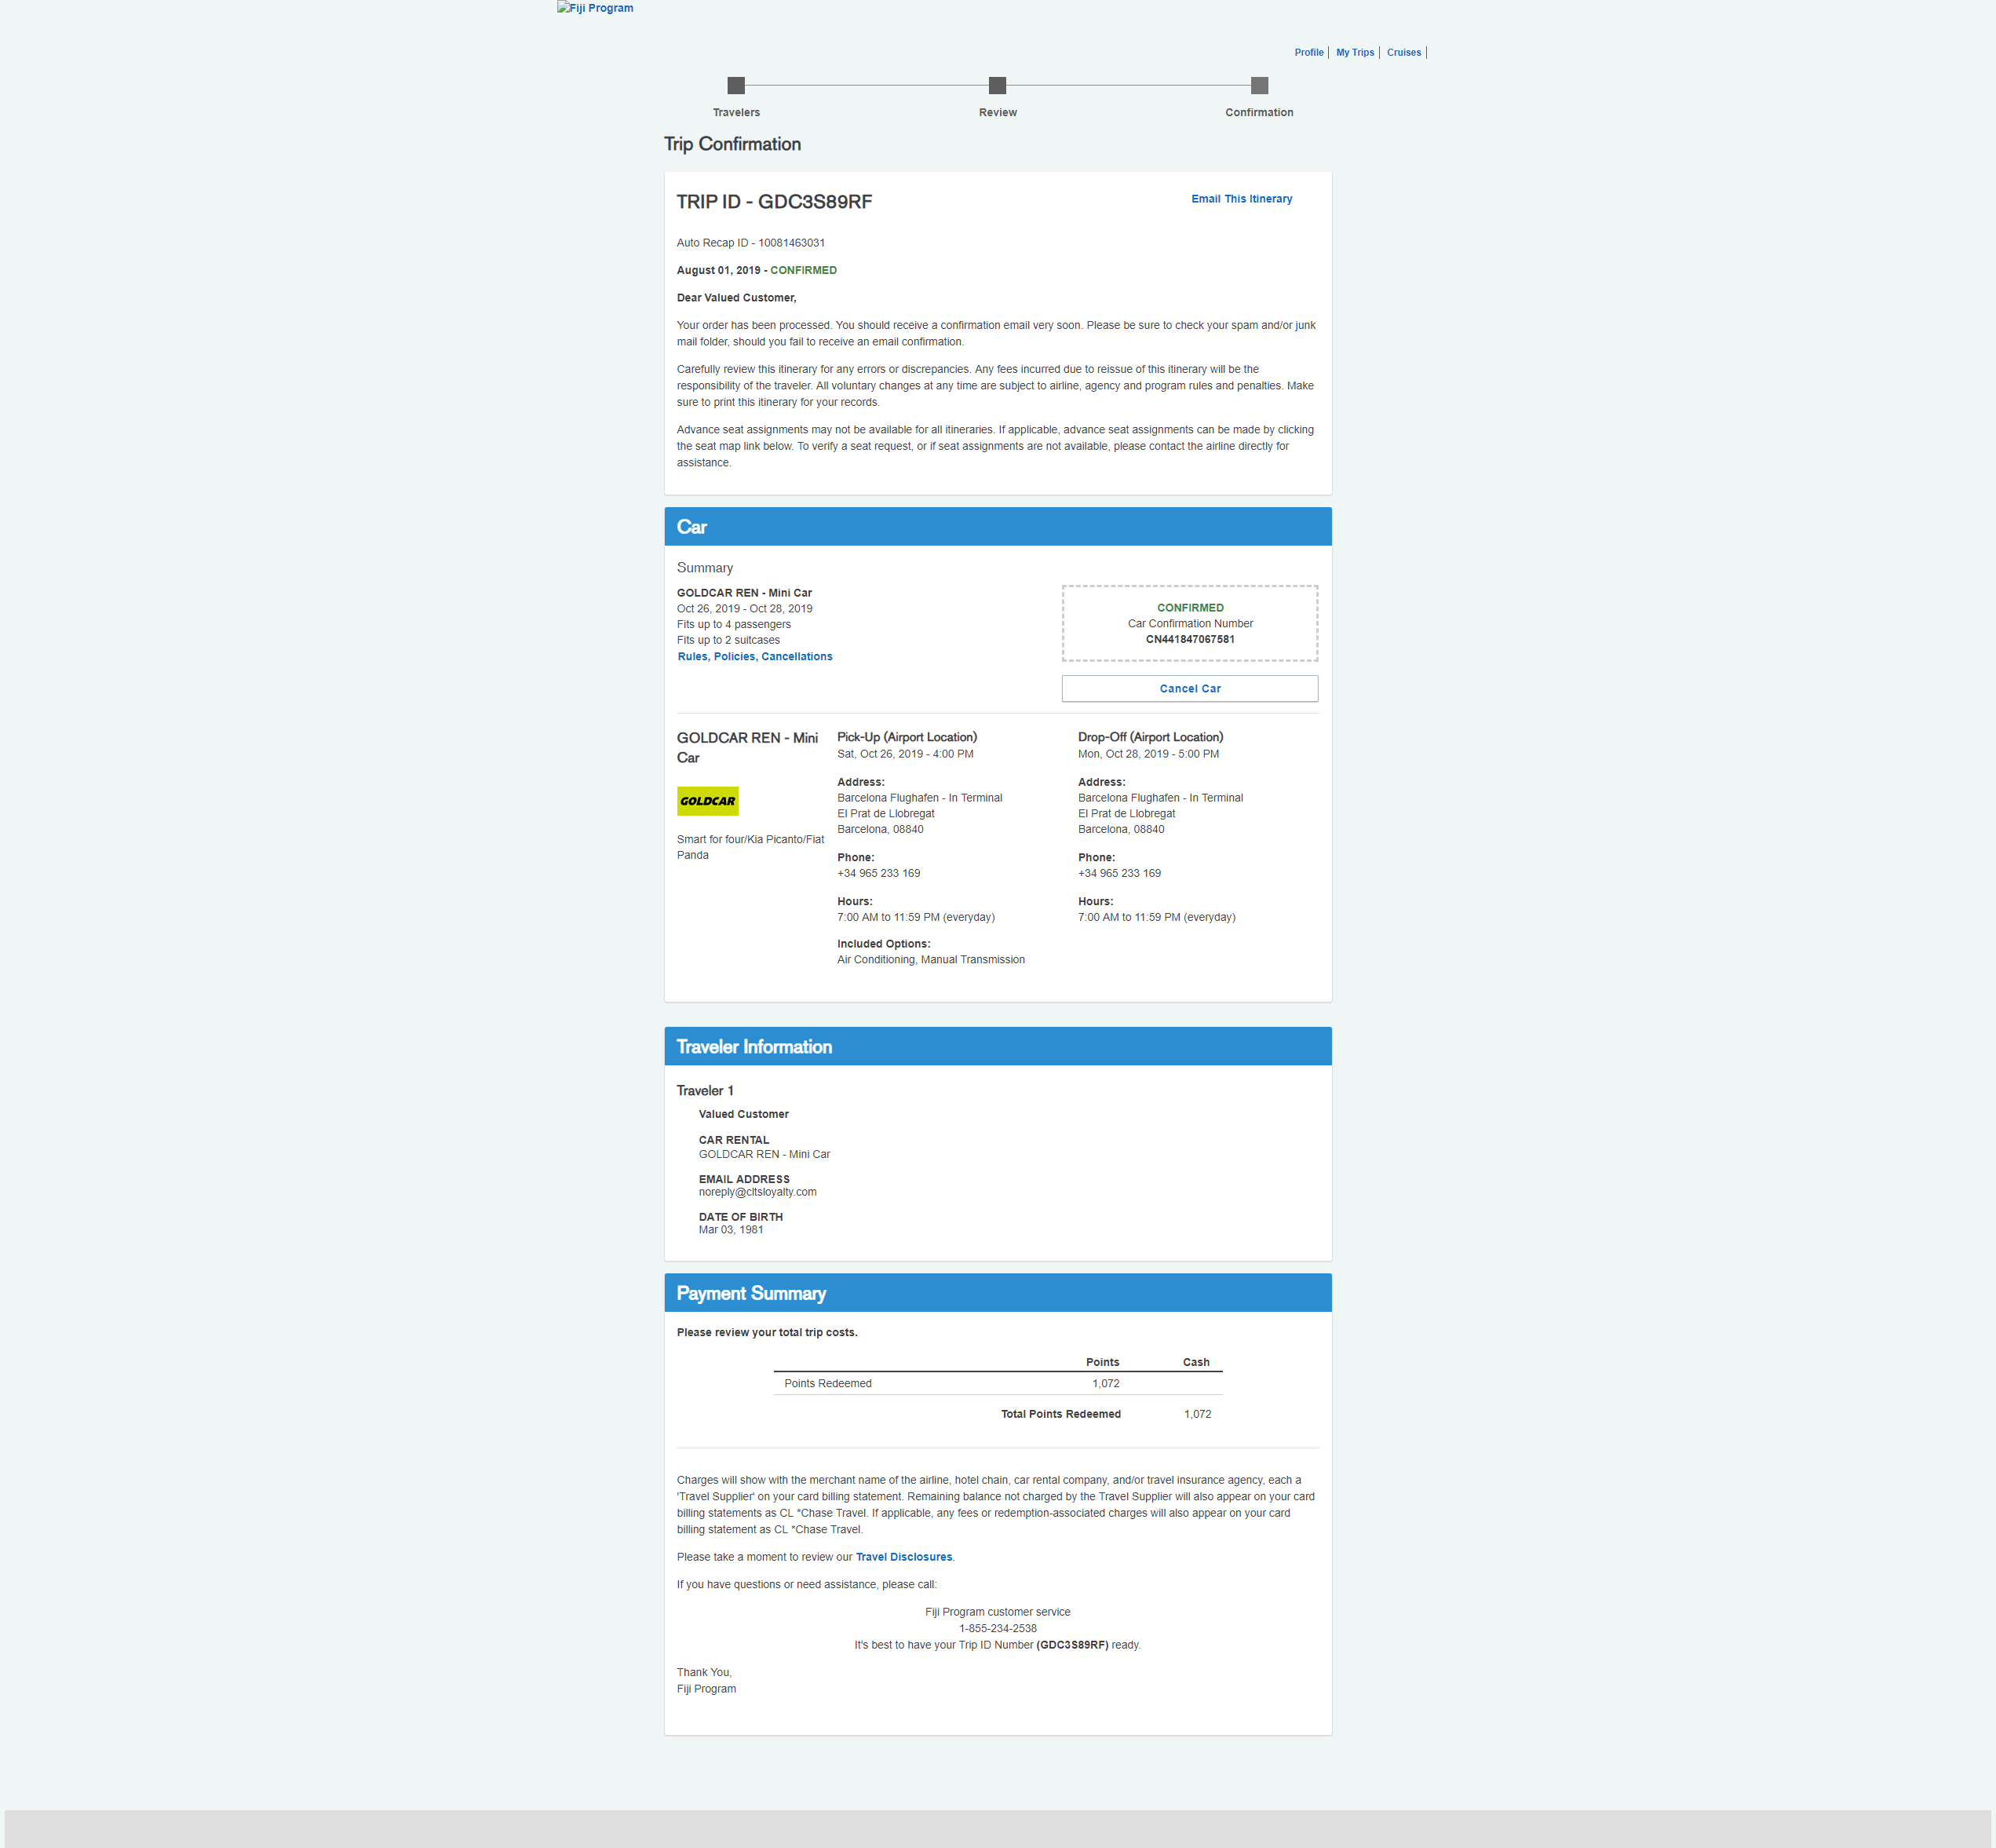 Fiji Program
Profile
My Trips
Cruises
Travelers
Review
Confirmation
Trip Confirmation
TRIP ID - GDC3S89RF
Email This Itinerary
Auto Recap ID - 10081463031
August 01, 2019 - CONFIRMED
Dear Valued Customer,
Your order has been processed. You should receive a confirmation email very soon. Please be sure to check your spam and/or junk
mail folder, should you fail to receive an email confirmation.
Carefully review this itinerary for any errors or discrepancies. Any fees incurred due to reissue of this itinerary will be the
responsibility of the traveler. All voluntary changes at any time are subject to airline, agency and program rules and penalties. Make
sure to print this itinerary for your records.
Advance seat assignments may not be available for all itineraries. If applicable, advance seat assignments can be made by clicking
the seat map link below. To verify a seat request, or if seat assignments are not available, please contact the airline directly for
assistance.
Car
Summary
GOLDCAR REN - Mini Car
Oct 26, 2019 - Oct 28, 2019
Fits up to 4 passengers
Fits up to 2 suitcases
Rules, Policies, Cancellations
CONFIRMED
Car Confirmation Number
CN441847067581
Cancel Car
GOLDCAR REN - Mini
Car
GOLDCAR
Smart for four/Kia Picanto/Fiat
Panda
Pick-Up (Airport Location)
Sat, Oct 26, 2019 - 4:00 PM
Address:
Barcelona Flughafen - In Terminal
El Prat de Llobregat
Barcelona, 08840
Phone:
+34 965 233 169
Hours:
7:00 AM to 11:59 PM (everyday)
Included Options:
Air Conditioning, Manual Transmission
Drop-Off (Airport Location)
Mon, Oct 28, 2019 - 5:00 PM
Address:
Barcelona Flughafen - In Terminal
El Prat de Llobregat
Barcelona, 08840
Phone:
+34 965 233 169
Hours:
7:00 AM to 11:59 PM (everyday)
Traveler Information
Traveler 1
Valued Customer
CAR RENTAL
GOLDCAR REN - Mini Car
EMAIL ADDRESS
noreply@cltsloyalty.com
DATE OF BIRTH
Mar 03, 1981
Payment Summary
Please review your total trip costs.
Points Cash
Points Redeemed 1,072
Total Points Redeemed 1,072
Charges will show with the merchant name of the airline, hotel chain, car rental company, and/or travel insurance agency, each a
'Travel Supplier' on your card billing statement. Remaining balance not charged by the Travel Supplier will also appear on your card
billing statements as CL *Chase Travel. If applicable, any fees or redemption-associated charges will also appear on your card
billing statement as CL *Chase Travel.
Please take a moment to review our Travel Disclosures.
If you have questions or need assistance, please call:
Fiji Program customer service
1-855-234-2538
It's best to have your Trip ID Number (GDC3S89RF) ready.
Thank You,
Fiji Program